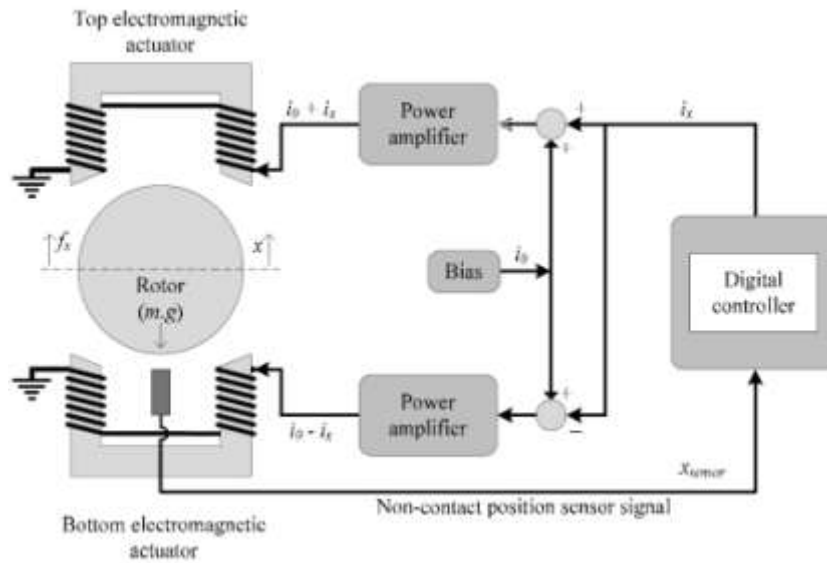 Top electromagnetic
actuator
i₀ + iₓ
Power
amplifier
+
+
iₓ
fₓ
x
Rotor
(m.g)
Bias
i₀
Digital
controller
i₀ - iₓ
Power
amplifier
+
−
xsensor
Non-contact position sensor signal
Bottom electromagnetic
actuator